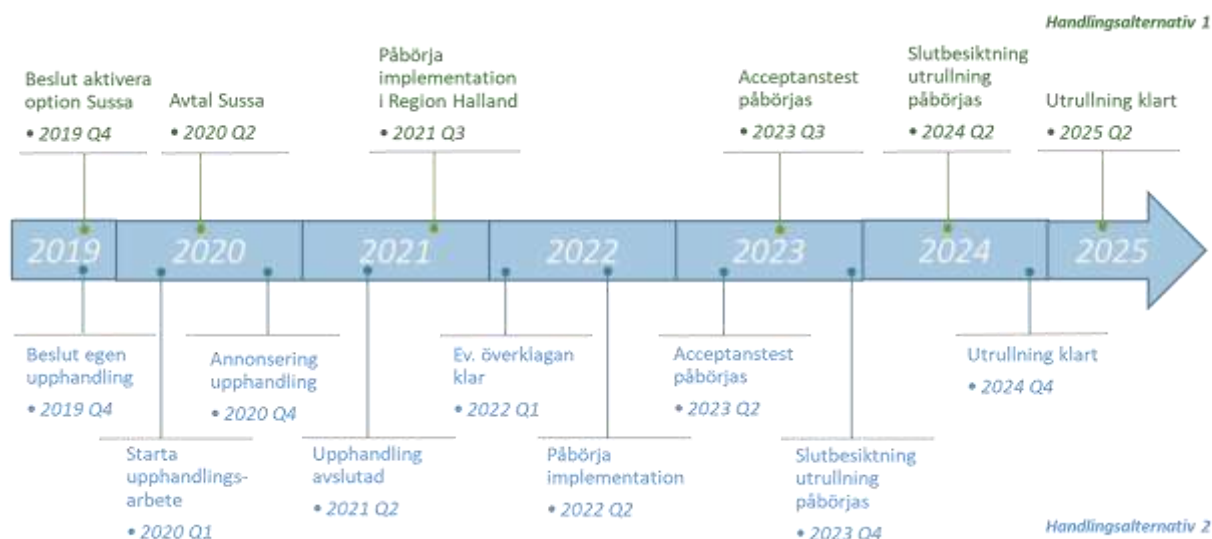 Handlingsalternativ 1
Beslut aktivera
option Sussa
• 2019 Q4
Avtal Sussa
• 2020 Q2
Påbörja
implementation
i Region Halland
• 2021 Q3
Acceptanstest
påbörjas
• 2023 Q3
Slutbesiktning
utrullning
påbörjas
• 2024 Q2
Utrullning klart
• 2025 Q2
2019
2020
2021
2022
2023
2024
2025
Beslut egen
upphandling
• 2019 Q4
Starta
upphandlings-
arbete
• 2020 Q1
Annonsering
upphandling
• 2020 Q4
Upphandling
avslutad
• 2021 Q2
Ev. överklagan
klar
• 2022 Q1
Påbörja
implementation
• 2022 Q2
Acceptanstest
påbörjas
• 2023 Q2
Slutbesiktning
utrullning
påbörjas
• 2023 Q4
Utrullning klart
• 2024 Q4
Handlingsalternativ 2